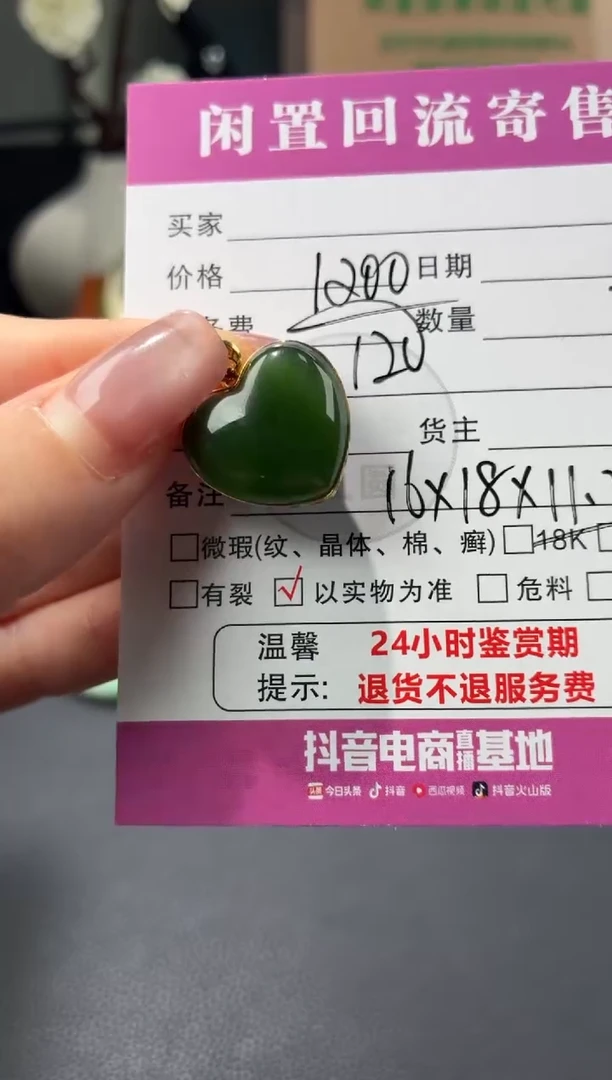 闲置回流寄售
买家
价格 1200 日期
务费 120 数量
货主
备注 16X18X11.
微瑕(纹、晶体、棉、癣) 18K
有裂 √ 以实物为准 危料
温馨 24小时鉴赏期
提示: 退货不退服务费
抖音电商直播基地
头条 今日头条 抖音 西瓜视频 抖音火山版